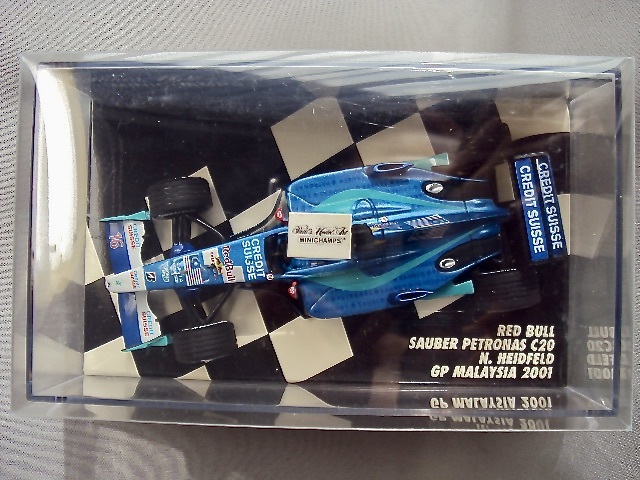 CREDIT SUISSE
CREDIT SUISSE
CREDIT
SUISSE
Red Bull
MINICHAMPS
RED BULL
SAUBER PETRONAS C20
N. HEIDFELD
GP MALAYSIA 2001